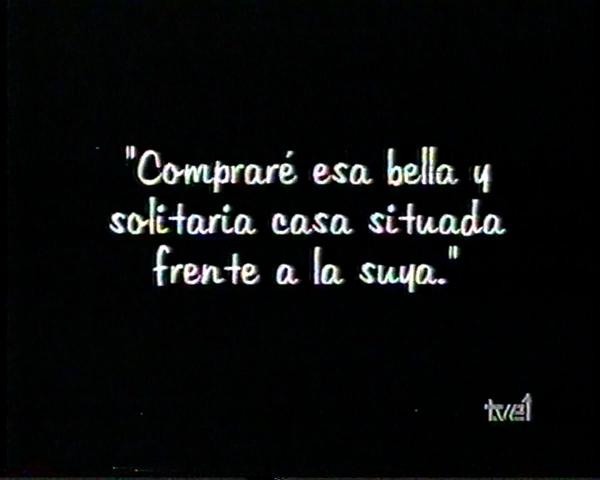 "Compraré esa bella y
solitaria casa situada
frente a la suya."
tve1